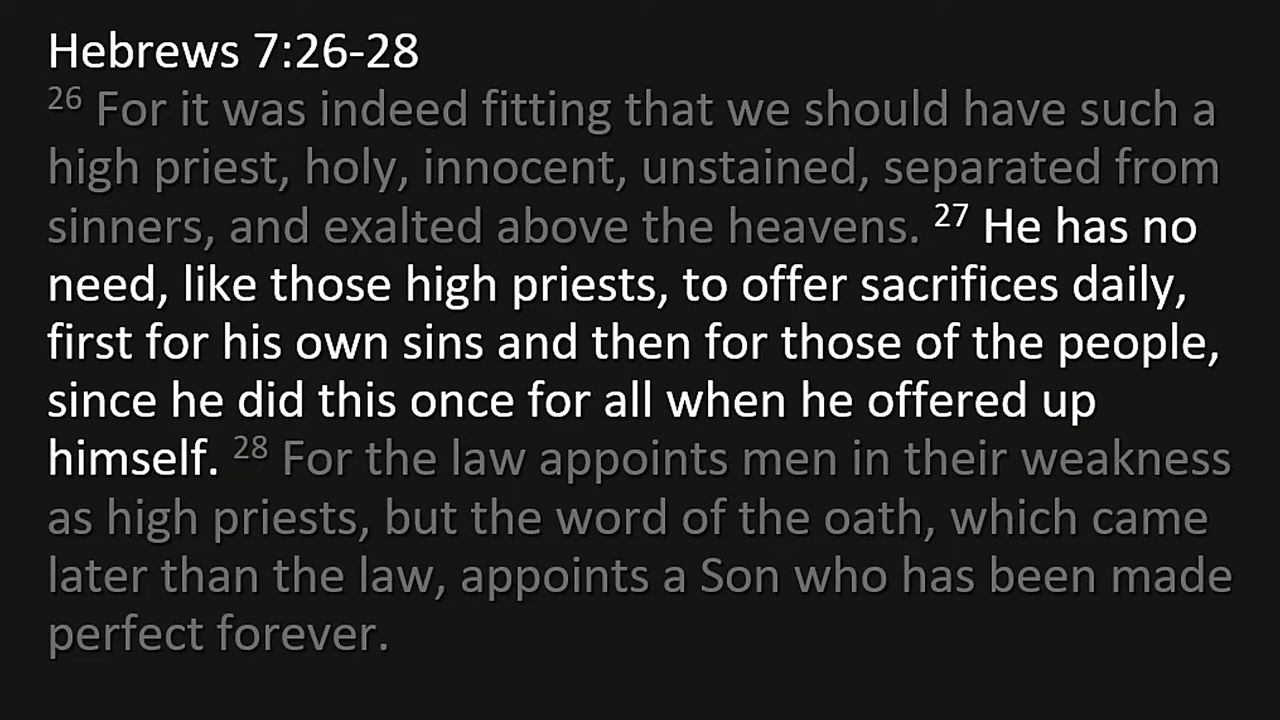 Hebrews 7:26-28
26 For it was indeed fitting that we should have such a
high priest, holy, innocent, unstained, separated from
sinners, and exalted above the heavens. 27 He has no
need, like those high priests, to offer sacrifices daily,
first for his own sins and then for those of the people,
since he did this once for all when he offered up
himself. 28 For the law appoints men in their weakness
as high priests, but the word of the oath, which came
later than the law, appoints a Son who has been made
perfect forever.